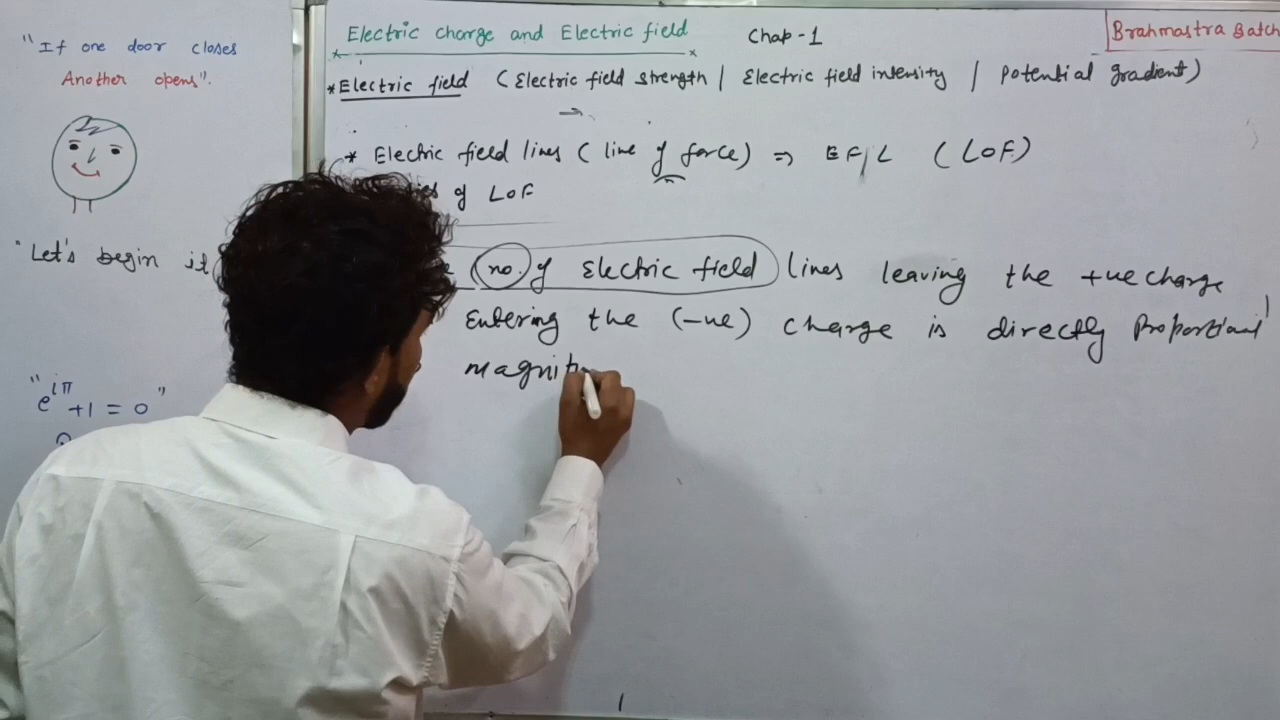 "If one door closes
Another opens".
"Let's begin it
"e^iπ +1 = 0"
Electric charge and Electric field Chap-1
Brahmastra Batch
* Electric field (Electric field strength | Electric field intensity / Potential gradient)
* Electric field lines (line of force) ⇒ EF/L (LOF)
of LOF
no. of Electric field lines leaving the +ve charge
Entering the (-ve) charge is directly proportional
magnit